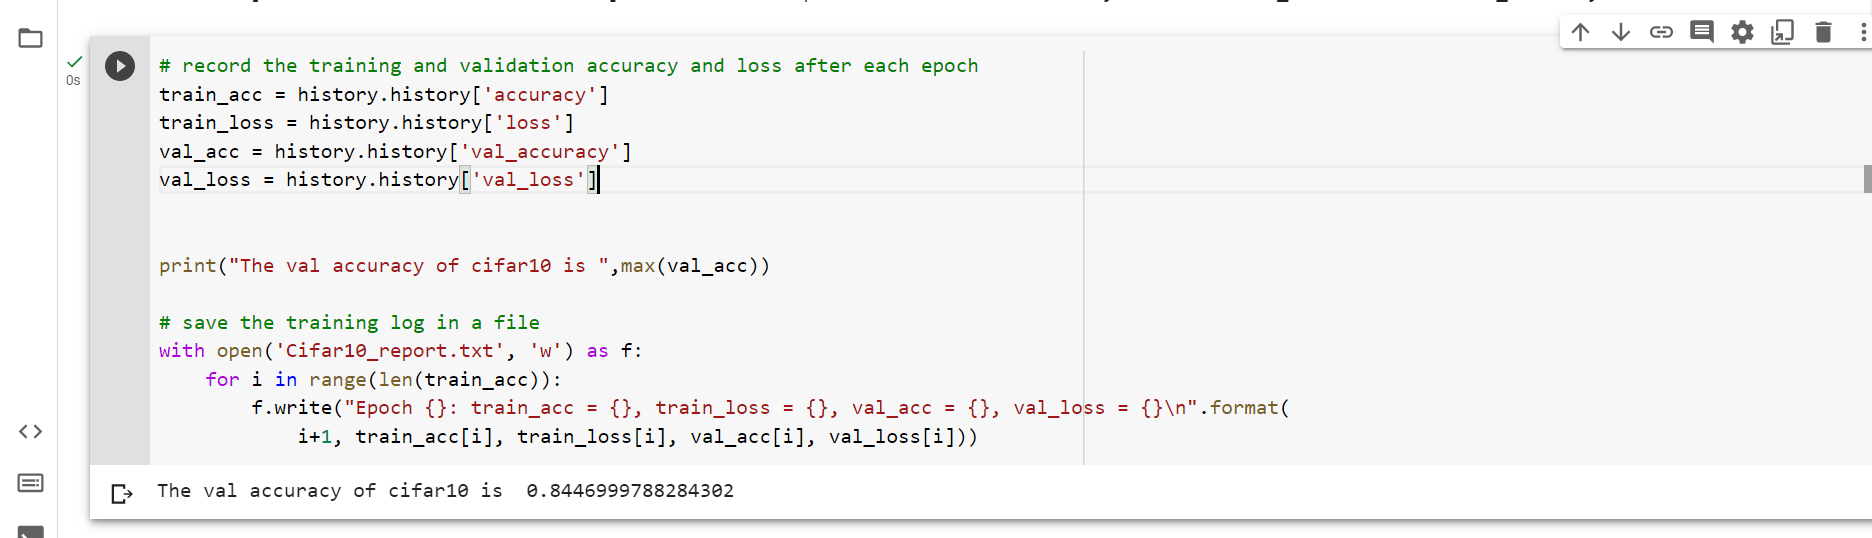 0s
# record the training and validation accuracy and loss after each epoch
train_acc = history.history['accuracy']
train_loss = history.history['loss']
val_acc = history.history['val_accuracy']
val_loss = history.history['val_loss']
print("The val accuracy of cifar10 is ",max(val_acc))
# save the training log in a file
with open('Cifar10_report.txt', 'w') as f:
    for i in range(len(train_acc)):
        f.write("Epoch {}: train_acc = {}, train_loss = {}, val_acc = {}, val_loss = {}\n".format(
            i+1, train_acc[i], train_loss[i], val_acc[i], val_loss[i]))
The val accuracy of cifar10 is  0.8446999788284302